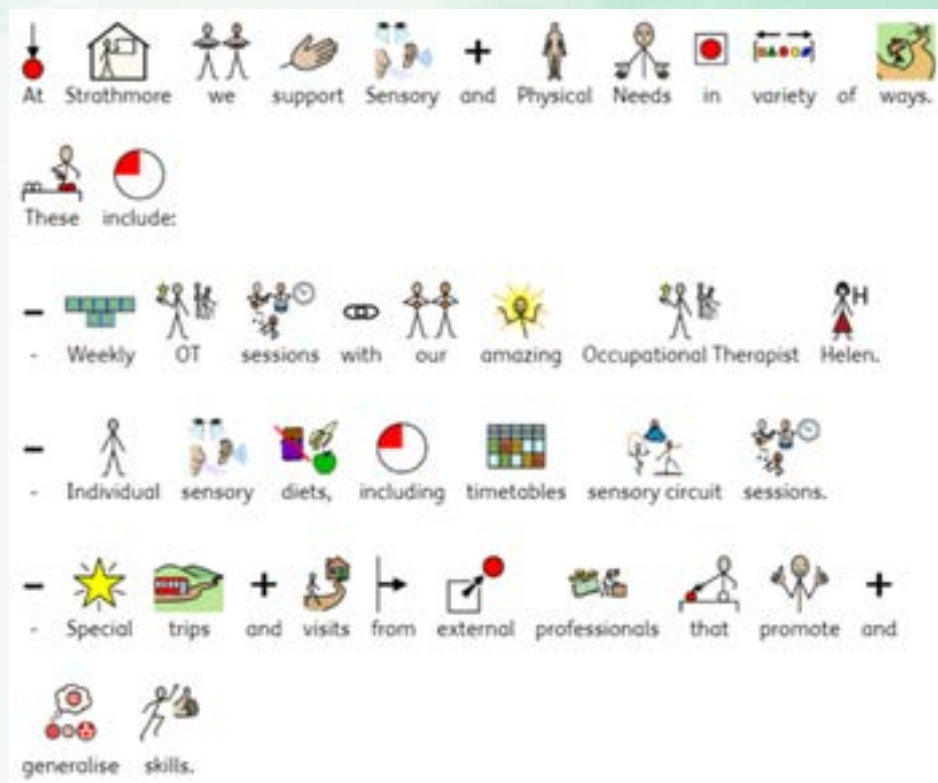 At Strathmore we support Sensory and Physical Needs in variety of ways.
These include:
- Weekly OT sessions with our amazing Occupational Therapist Helen.
- Individual sensory diets, including timetables sensory circuit sessions.
- Special trips and visits from external professionals that promote and
generalise skills.